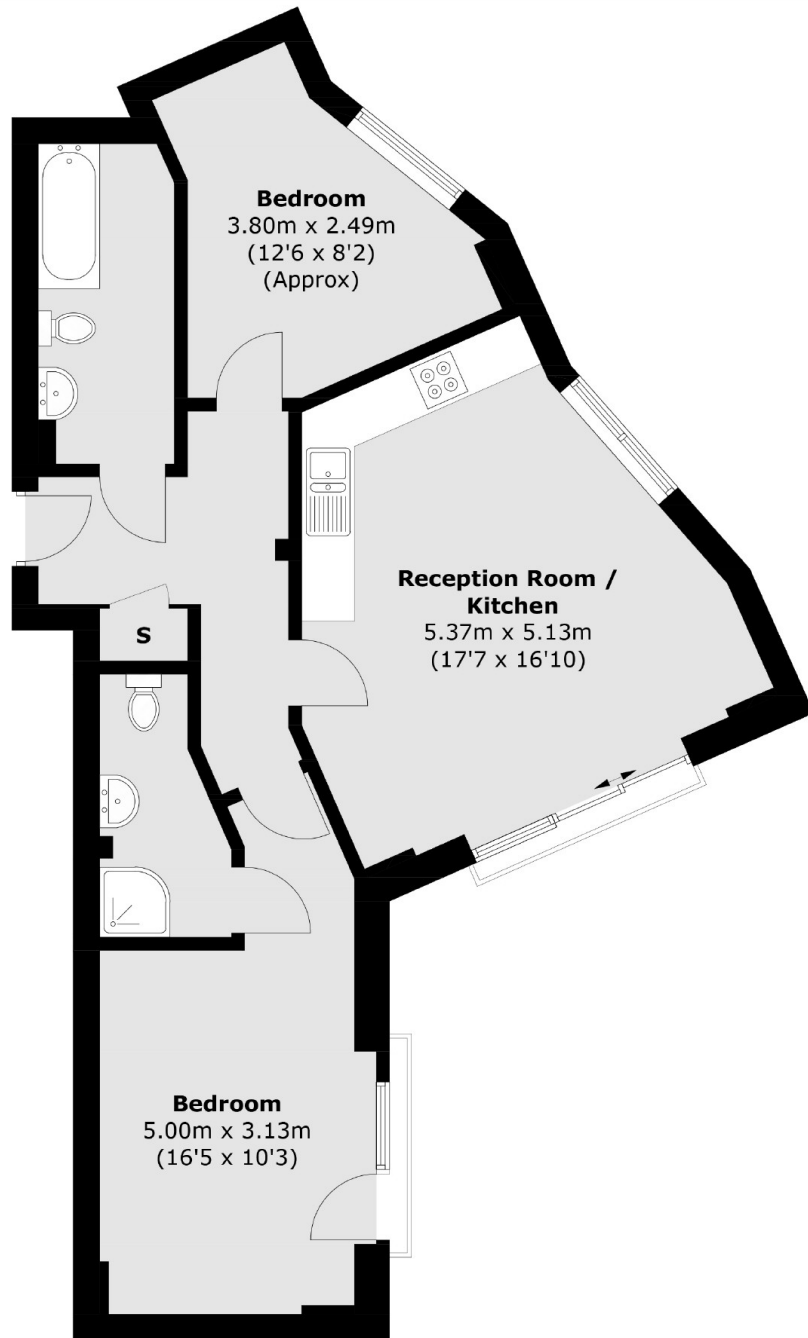 Bedroom
3.80m x 2.49m
(12'6 x 8'2)
(Approx)
Reception Room /
Kitchen
5.37m x 5.13m
(17'7 x 16'10)
S
Bedroom
5.00m x 3.13m
(16'5 x 10'3)